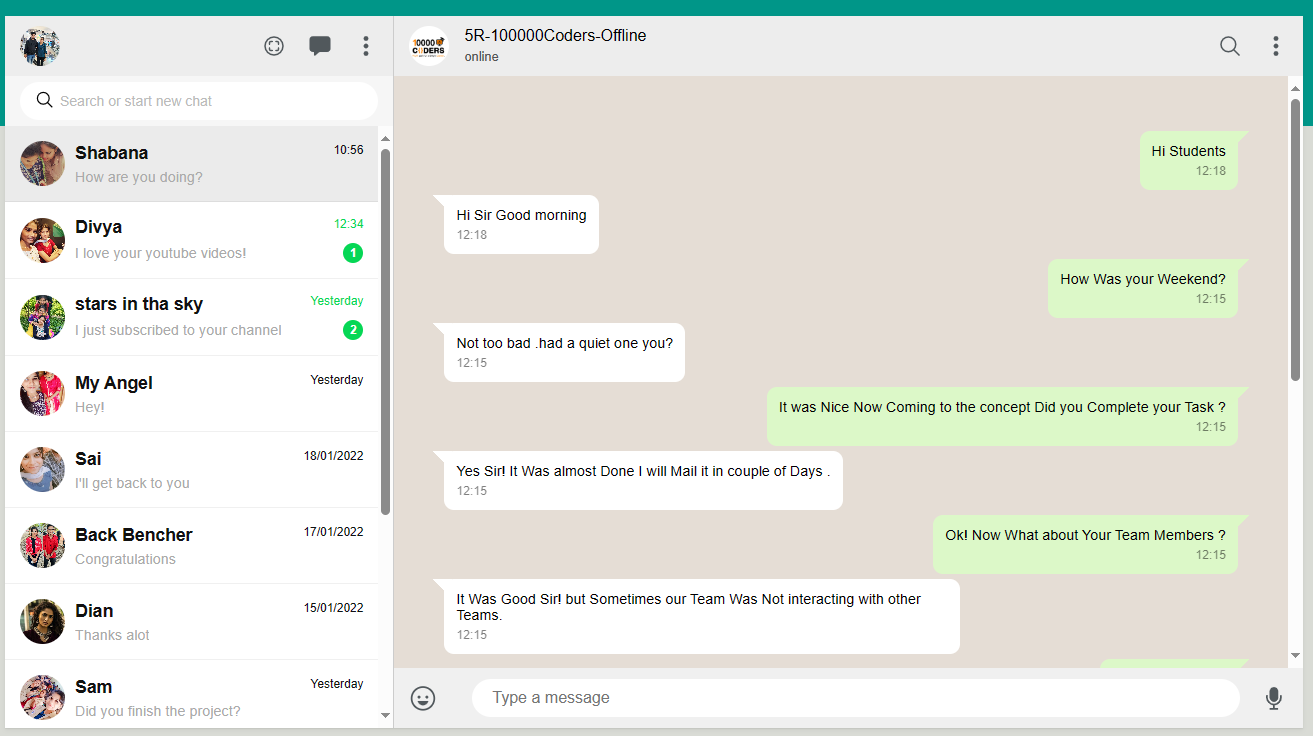 10000
CODERS
5R-100000Coders-Offline
online
Search or start new chat
Shabana
10:56
How are you doing?
Divya
12:34
I love your youtube videos!
1
stars in tha sky
Yesterday
I just subscribed to your channel
2
My Angel
Yesterday
Hey!
Sai
18/01/2022
I'll get back to you
Back Bencher
17/01/2022
Congratulations
Dian
15/01/2022
Thanks alot
Sam
Yesterday
Did you finish the project?
Hi Students
12:18
Hi Sir Good morning
12:18
How Was your Weekend?
12:15
Not too bad .had a quiet one you?
12:15
It was Nice Now Coming to the concept Did you Complete your Task ?
12:15
Yes Sir! It Was almost Done I will Mail it in couple of Days .
12:15
Ok! Now What about Your Team Members ?
12:15
It Was Good Sir! but Sometimes our Team Was Not interacting with other
Teams.
12:15
Type a message